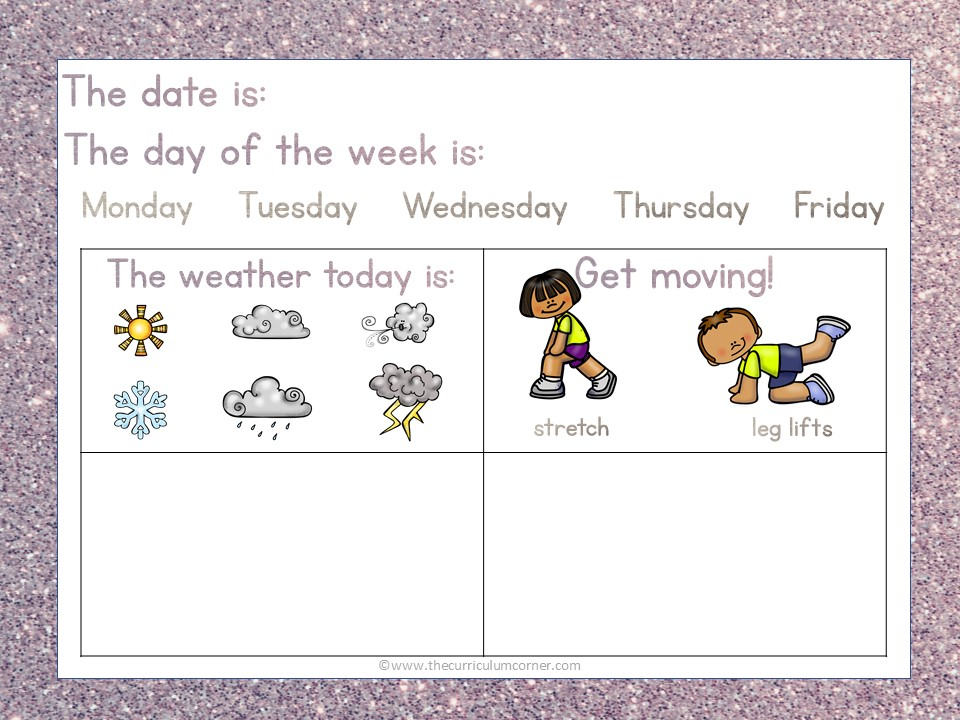 The date is:
The day of the week is:
Monday Tuesday Wednesday Thursday Friday
The weather today is:
Get moving!
stretch leg lifts
©www.thecurriculumcorner.com